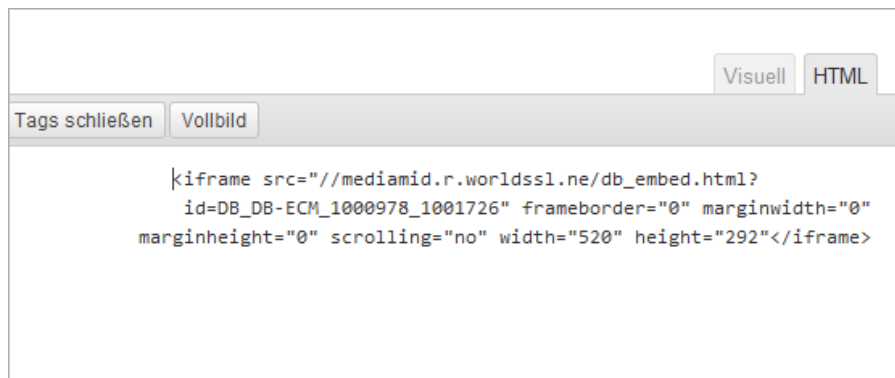 Visuell HTML
Tags schließen Vollbild
<iframe src="//mediamid.r.worldssl.ne/db_embed.html?
id=DB_DB-ECM_1000978_1001726" frameborder="0" marginwidth="0"
marginheight="0" scrolling="no" width="520" height="292"</iframe>